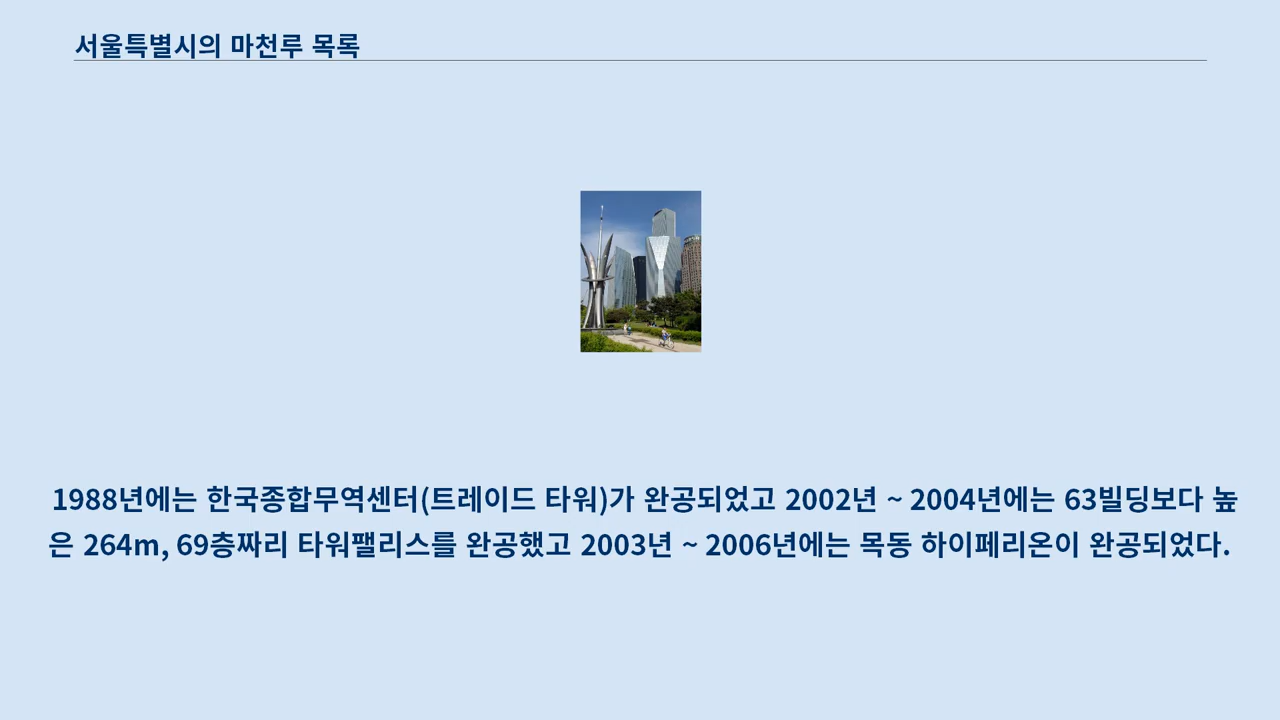 서울특별시의 마천루 목록
1988년에는 한국종합무역센터(트레이드 타워)가 완공되었고 2002년 ~ 2004년에는 63빌딩보다 높
은 264m, 69층짜리 타워팰리스를 완공했고 2003년 ~ 2006년에는 목동 하이페리온이 완공되었다.